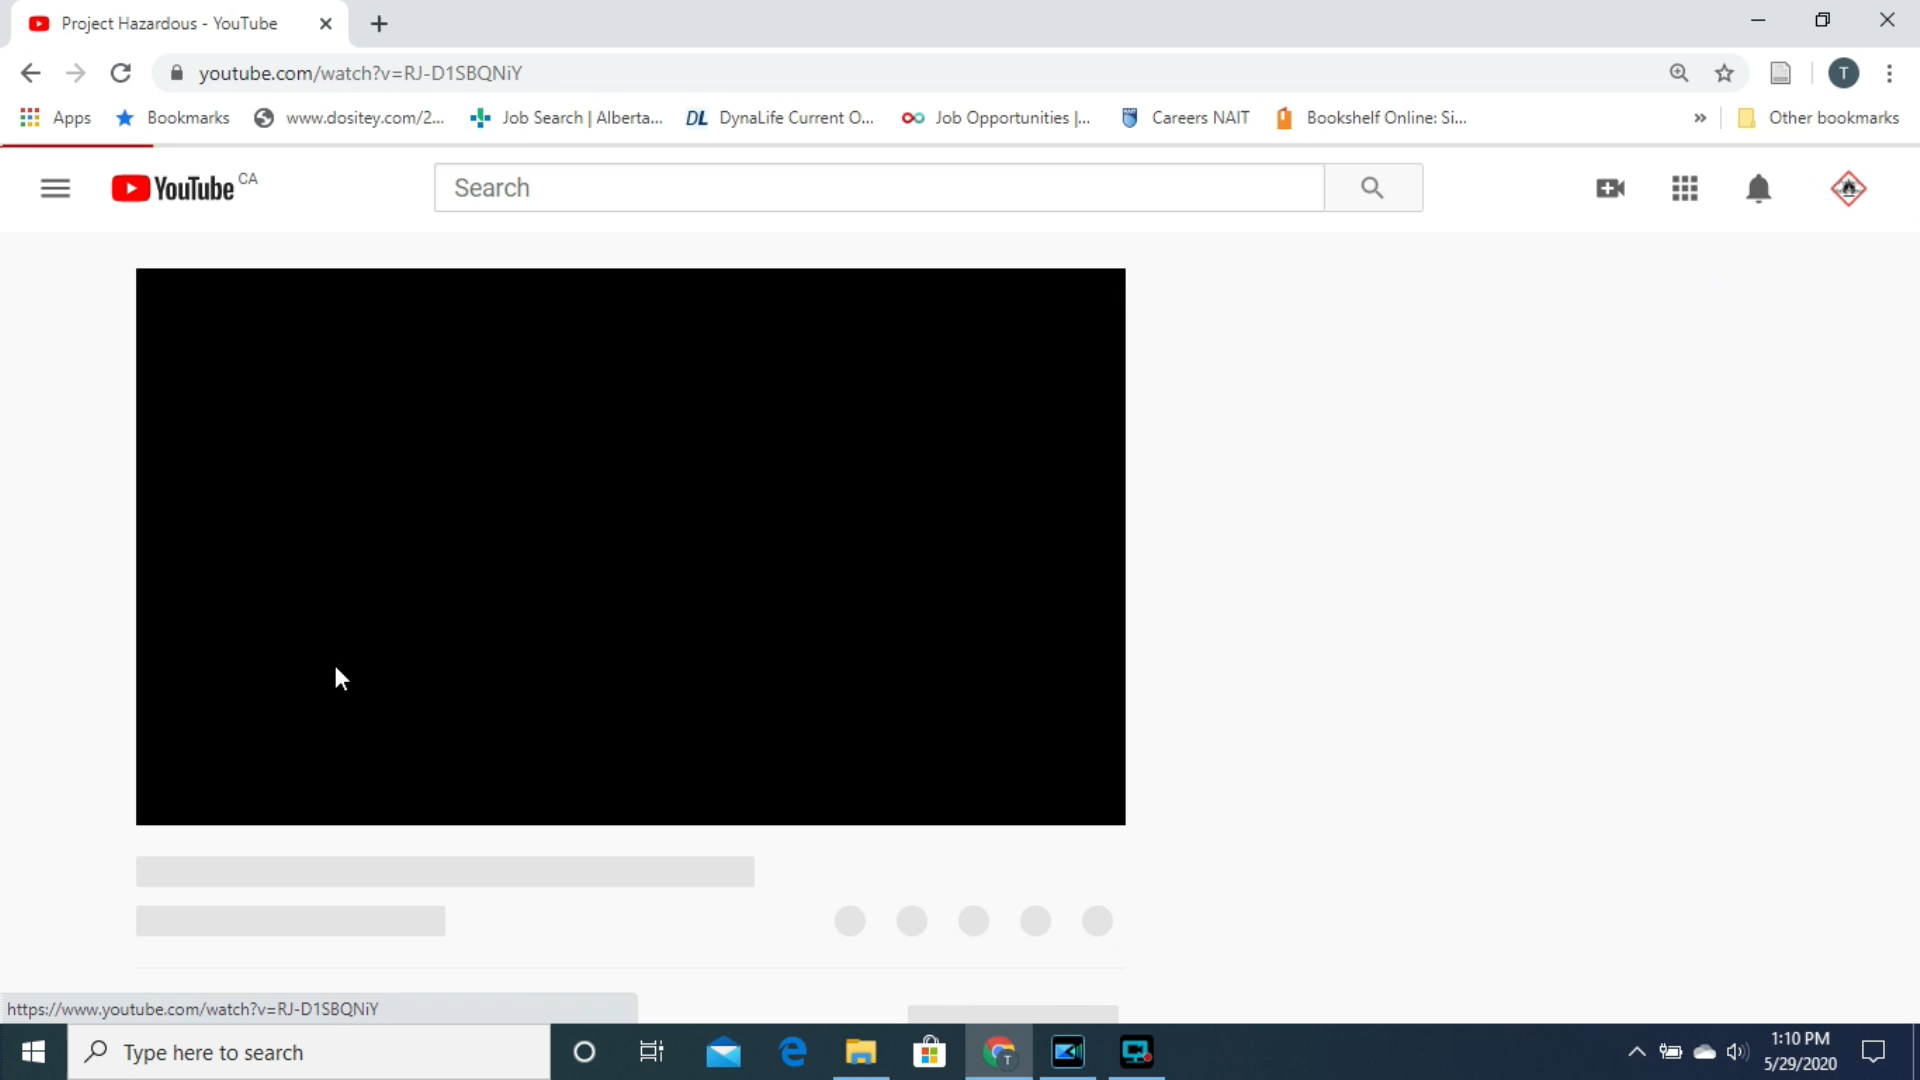 Project Hazardous - YouTube
youtube.com/watch?v=RJ-D1SBQNiY
T
Apps
Bookmarks
www.dositey.com/2...
Job Search | Alberta...
DL DynaLife Current O...
Job Opportunities |...
Careers NAIT
Bookshelf Online: Si...
»
Other bookmarks
YouTube CA
Search
https://www.youtube.com/watch?v=RJ-D1SBQNiY
Type here to search
T
1:10 PM
5/29/2020